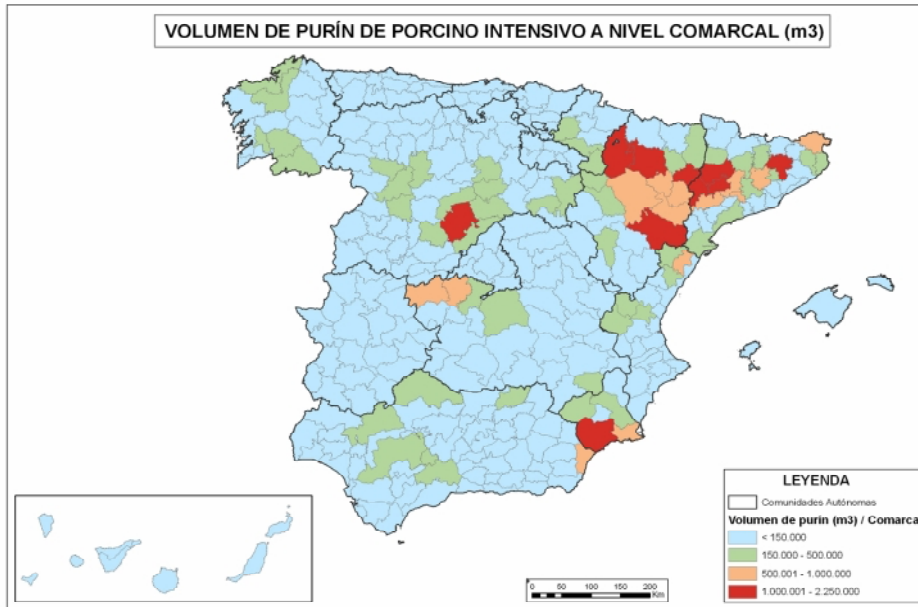 VOLUMEN DE PURÍN DE PORCINO INTENSIVO A NIVEL COMARCAL (m3)
LEYENDA
Comunidades Autónomas
Volumen de purín (m3) / Comarca
< 150.000
150.000 - 500.000
500.001 - 1.000.000
1.000.001 - 2.250.000
0 50 100 150 200
Km